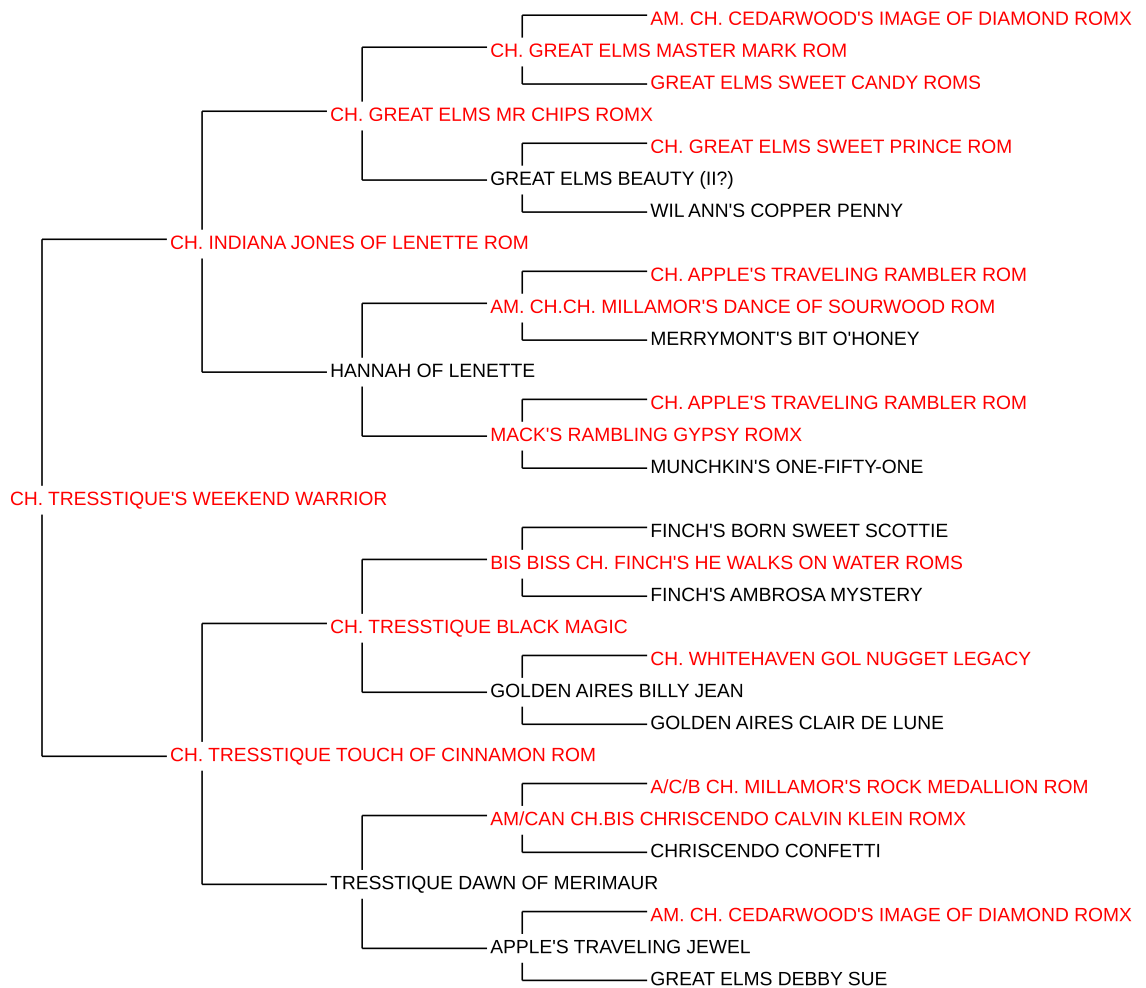 AM. CH. CEDARWOOD'S IMAGE OF DIAMOND ROMX
CH. GREAT ELMS MASTER MARK ROM
GREAT ELMS SWEET CANDY ROMS
CH. GREAT ELMS MR CHIPS ROMX
CH. GREAT ELMS SWEET PRINCE ROM
GREAT ELMS BEAUTY (II?)
WIL ANN'S COPPER PENNY
CH. INDIANA JONES OF LENETTE ROM
CH. APPLE'S TRAVELING RAMBLER ROM
AM. CH.CH. MILLAMOR'S DANCE OF SOURWOOD ROM
MERRYMONT'S BIT O'HONEY
HANNAH OF LENETTE
CH. APPLE'S TRAVELING RAMBLER ROM
MACK'S RAMBLING GYPSY ROMX
MUNCHKIN'S ONE-FIFTY-ONE
CH. TRESSTIQUE'S WEEKEND WARRIOR
FINCH'S BORN SWEET SCOTTIE
BIS BISS CH. FINCH'S HE WALKS ON WATER ROMS
FINCH'S AMBROSA MYSTERY
CH. TRESSTIQUE BLACK MAGIC
CH. WHITEHAVEN GOL NUGGET LEGACY
GOLDEN AIRES BILLY JEAN
GOLDEN AIRES CLAIR DE LUNE
CH. TRESSTIQUE TOUCH OF CINNAMON ROM
A/C/B CH. MILLAMOR'S ROCK MEDALLION ROM
AM/CAN CH.BIS CHRISCENDO CALVIN KLEIN ROMX
CHRISCENDO CONFETTI
TRESSTIQUE DAWN OF MERIMAUR
AM. CH. CEDARWOOD'S IMAGE OF DIAMOND ROMX
APPLE'S TRAVELING JEWEL
GREAT ELMS DEBBY SUE